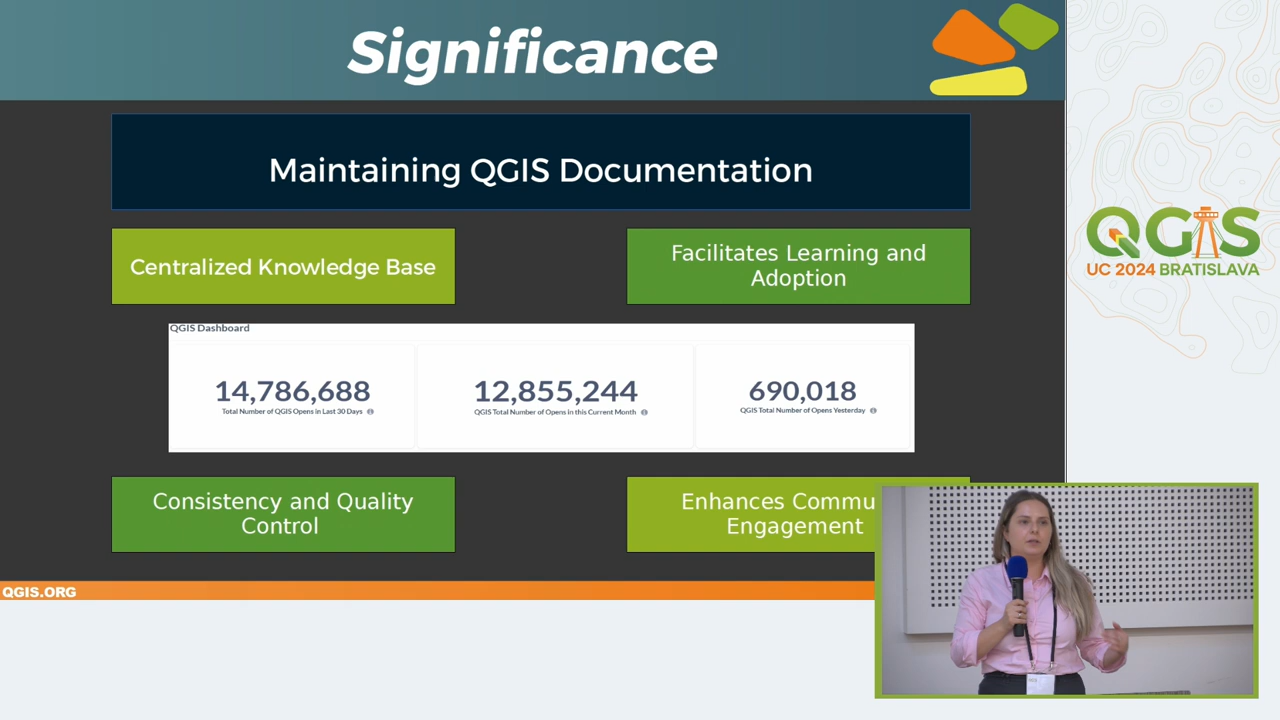 Significance
Maintaining QGIS Documentation
Centralized Knowledge Base
Facilitates Learning and
Adoption
QGIS Dashboard
14,786,688
Total Number of QGIS Opens in Last 30 Days
12,855,244
QGIS Total Number of Opens in this Current Month
690,018
QGIS Total Number of Opens Yesterday
Consistency and Quality
Control
Enhances Commu
Engagement
QGIS.ORG
QGIS
UC 2024 BRATISLAVA